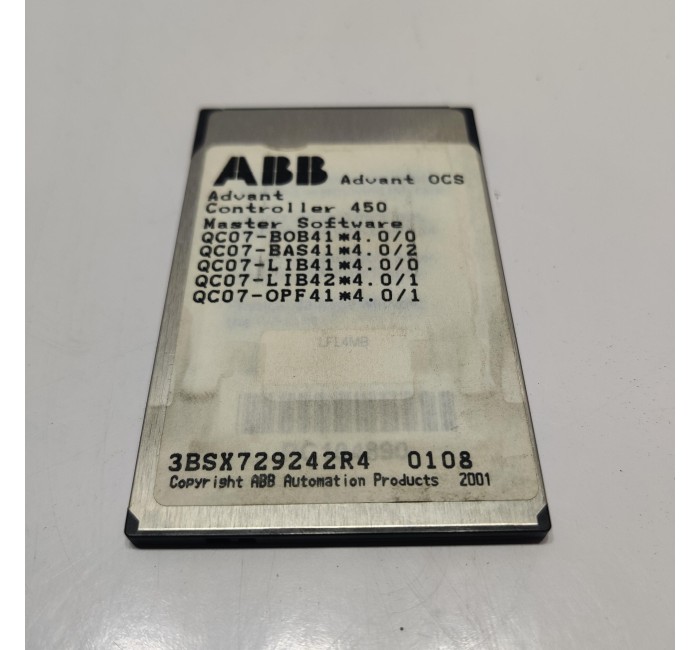 ABB Advant OCS
Advant
Controller 450
Master Software
QC07-BOB41*4.0/0
QC07-BAS41*4.0/2
QC07-LIB41*4.0/0
QC07-LIB42*4.0/1
QC07-OPF41*4.0/1
3BSX729242R4 0108
Copyright ABB Automation Products 2001